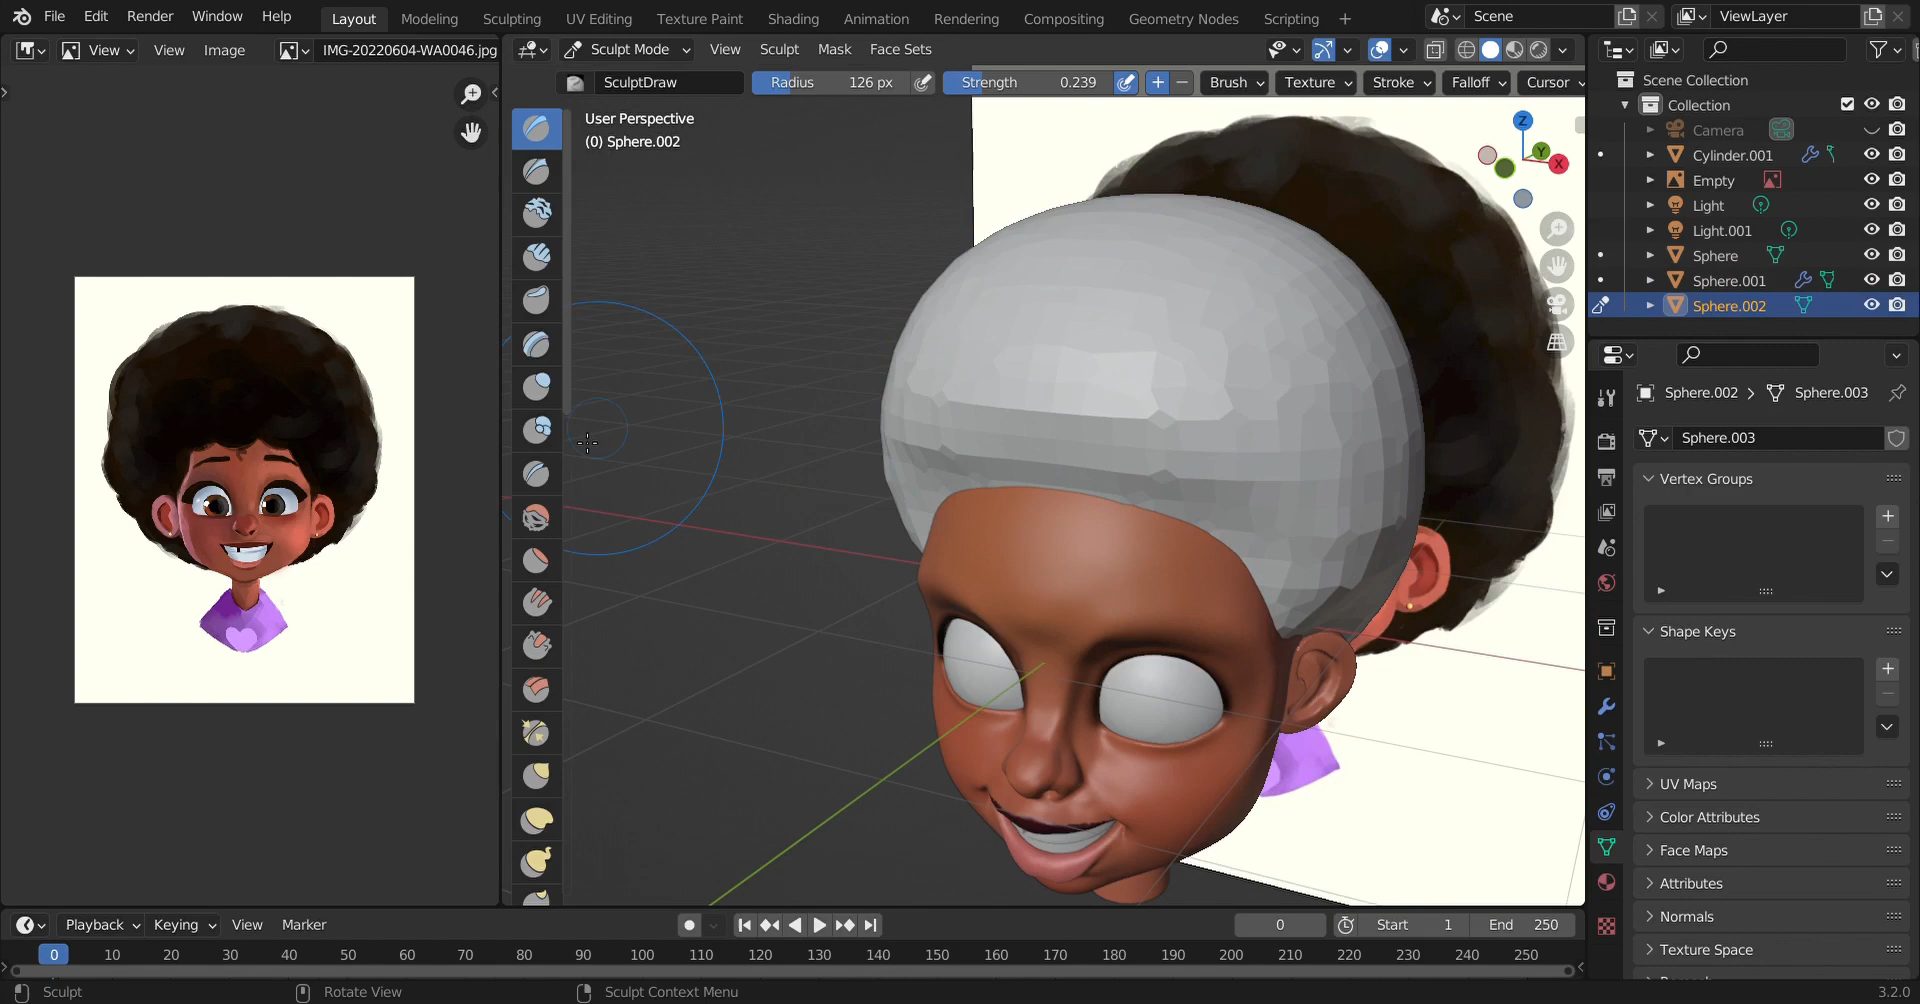 File Edit Render Window Help Layout Modeling Sculpting UV Editing Texture Paint Shading Animation Rendering Compositing Geometry Nodes Scripting + Scene ViewLayer
View View Image IMG-20220604-WA0046.jpg Sculpt Mode View Sculpt Mask Face Sets
SculptDraw Radius 126 px Strength 0.239 + − Brush Texture Stroke Falloff Cursor
User Perspective
(0) Sphere.002
Z
Y
X
Scene Collection
Collection
Camera
Cylinder.001
Empty
Light
Light.001
Sphere
Sphere.001
Sphere.002
Sphere.002 > Sphere.003
Sphere.003
Vertex Groups
Shape Keys
UV Maps
Color Attributes
Face Maps
Attributes
Normals
Texture Space
Playback Keying View Marker 0 Start 1 End 250
0 10 20 30 40 50 60 70 80 90 100 110 120 130 140 150 160 170 180 190 200 210 220 230 240 250
Sculpt Rotate View Sculpt Context Menu 3.2.0